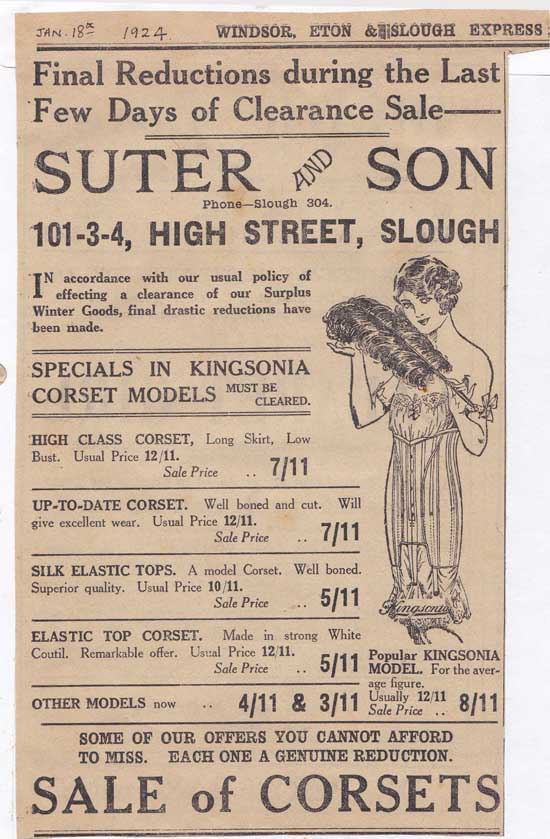 JAN. 18th 1924.
WINDSOR, ETON & SLOUGH EXPRESS
Final Reductions during the Last
Few Days of Clearance Sale—
SUTER AND SON
Phone—Slough 304.
101-3-4, HIGH STREET, SLOUGH
IN accordance with our usual policy of
effecting a clearance of our Surplus
Winter Goods, final drastic reductions have
been made.
SPECIALS IN KINGSONIA
CORSET MODELS MUST BE
CLEARED.
HIGH CLASS CORSET, Long Skirt, Low
Bust. Usual Price 12/11.
Sale Price .. 7/11
UP-TO-DATE CORSET. Well boned and cut. Will
give excellent wear. Usual Price 12/11.
Sale Price .. 7/11
SILK ELASTIC TOPS. A model Corset. Well boned.
Superior quality. Usual Price 10/11.
Sale Price .. 5/11
ELASTIC TOP CORSET. Made in strong White
Coutil. Remarkable offer. Usual Price 12/11.
Sale Price .. 5/11
OTHER MODELS now .. 4/11 & 3/11
Kingsonia
Popular KINGSONIA
MODEL. For the aver-
age figure.
Usually 12/11
Sale Price .. 8/11
SOME OF OUR OFFERS YOU CANNOT AFFORD
TO MISS. EACH ONE A GENUINE REDUCTION.
SALE of CORSETS